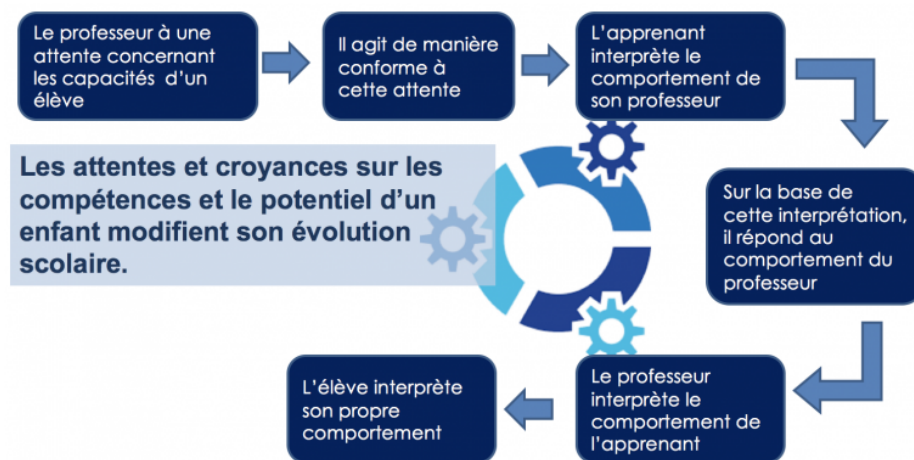 Le professeur à une
attente concernant
les capacités d’un
élève
Il agit de manière
conforme à
cette attente
L’apprenant
interprète le
comportement de
son professeur
Les attentes et croyances sur les
compétences et le potentiel d’un
enfant modifient son évolution
scolaire.
Sur la base de
cette interprétation,
il répond au
comportement du
professeur
Le professeur
interprète le
comportement de
l’apprenant
L’élève interprète
son propre
comportement